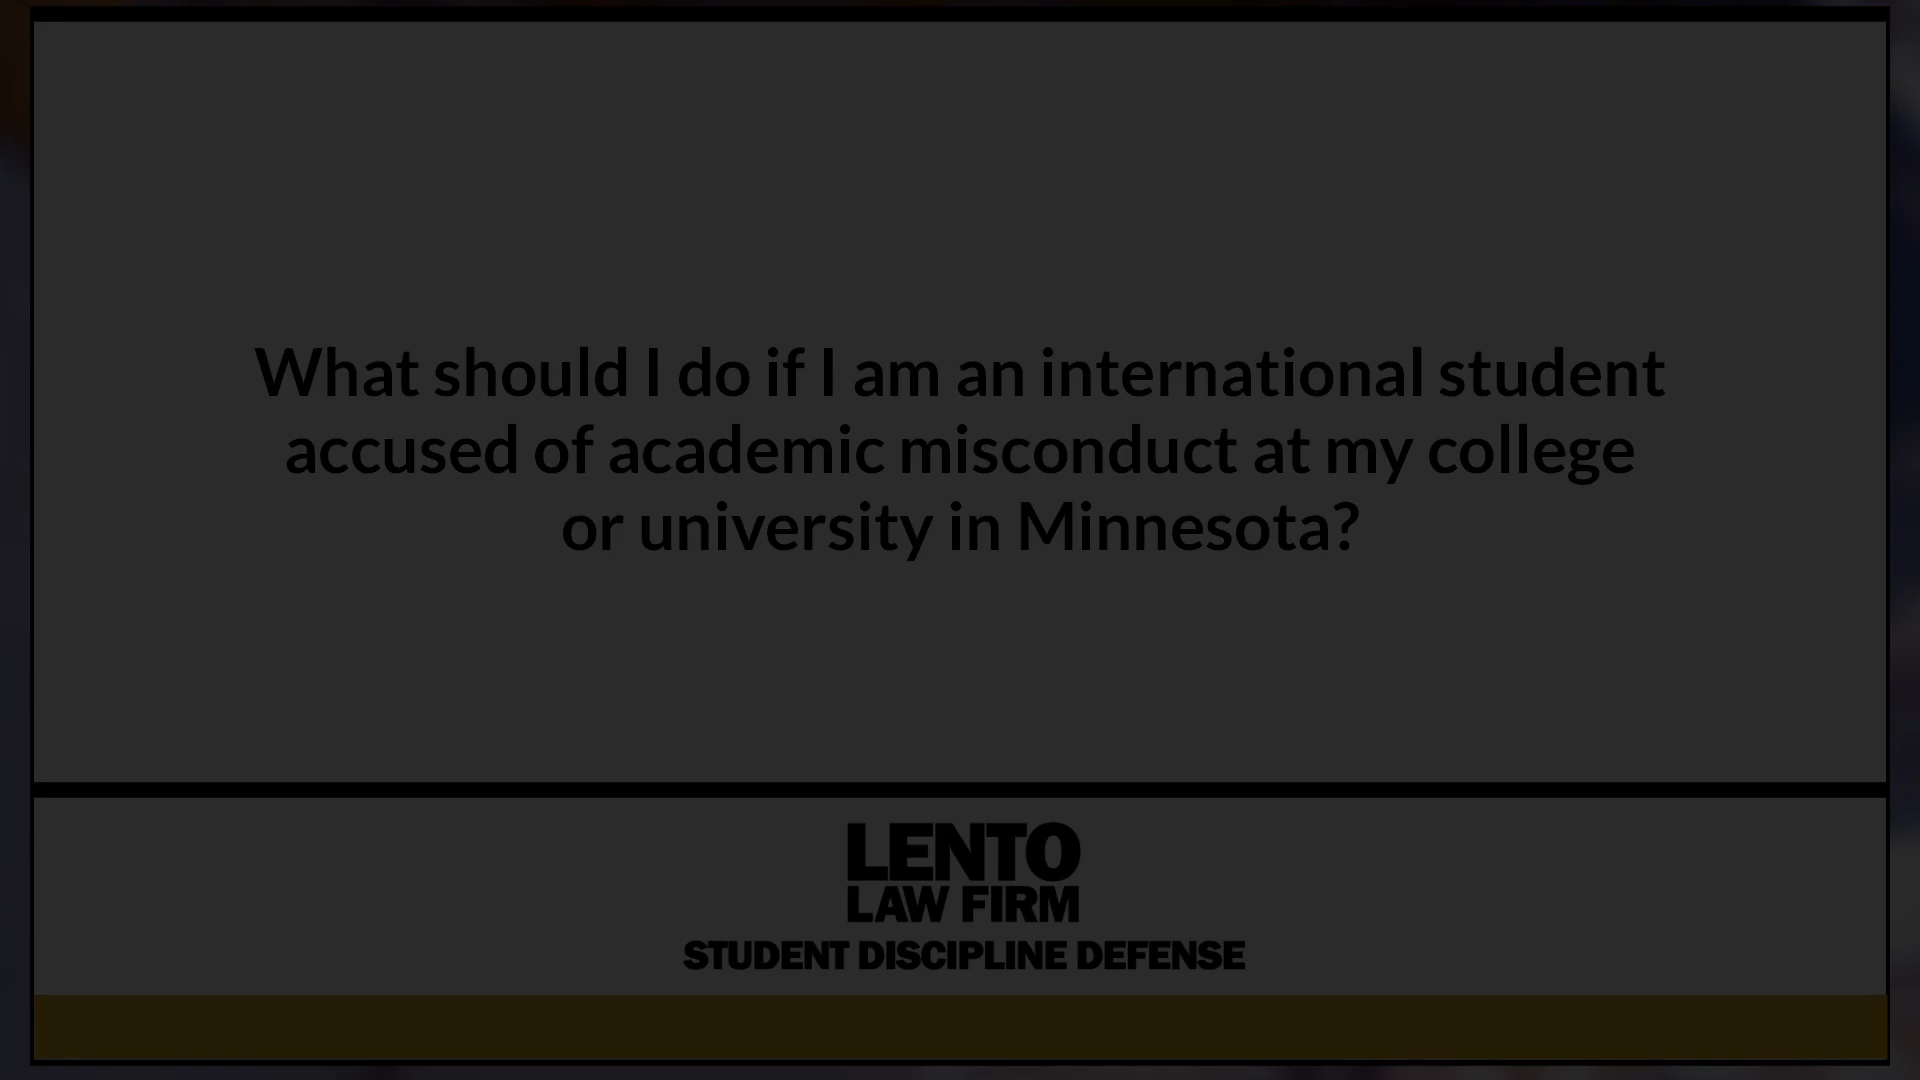 What should I do if I am an international student
accused of academic misconduct at my college
or university in Minnesota?
LENTO
LAW FIRM
STUDENT DISCIPLINE DEFENSE